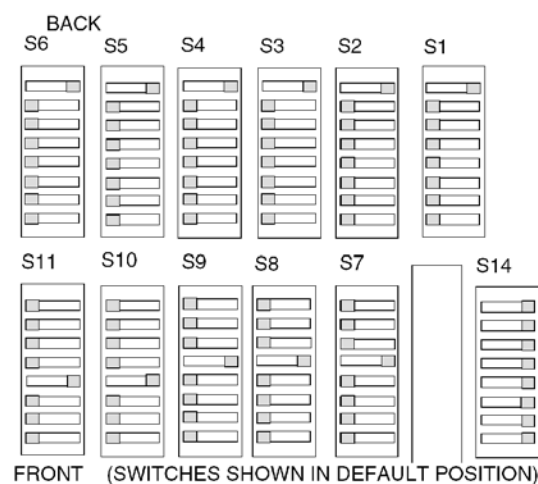 BACK
S6 S5 S4 S3 S2 S1
S11 S10 S9 S8 S7 S14
FRONT (SWITCHES SHOWN IN DEFAULT POSITION)